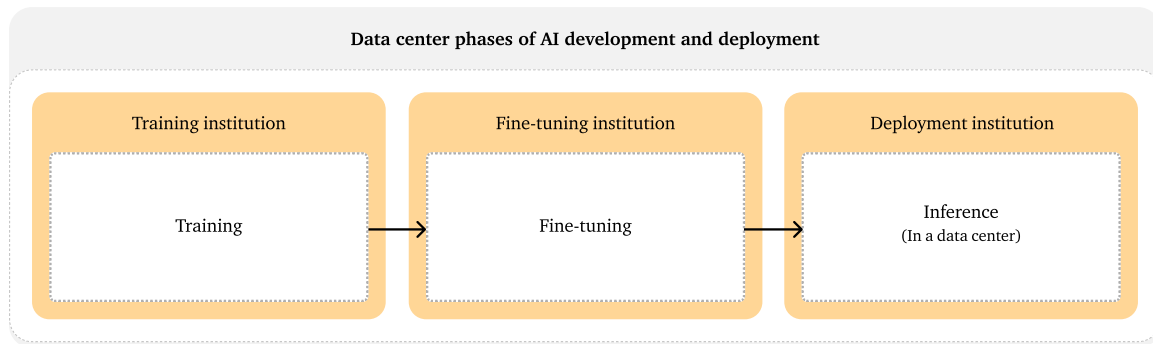 Data center phases of AI development and deployment
Training institution
Training
Fine-tuning institution
Fine-tuning
Deployment institution
Inference
(In a data center)